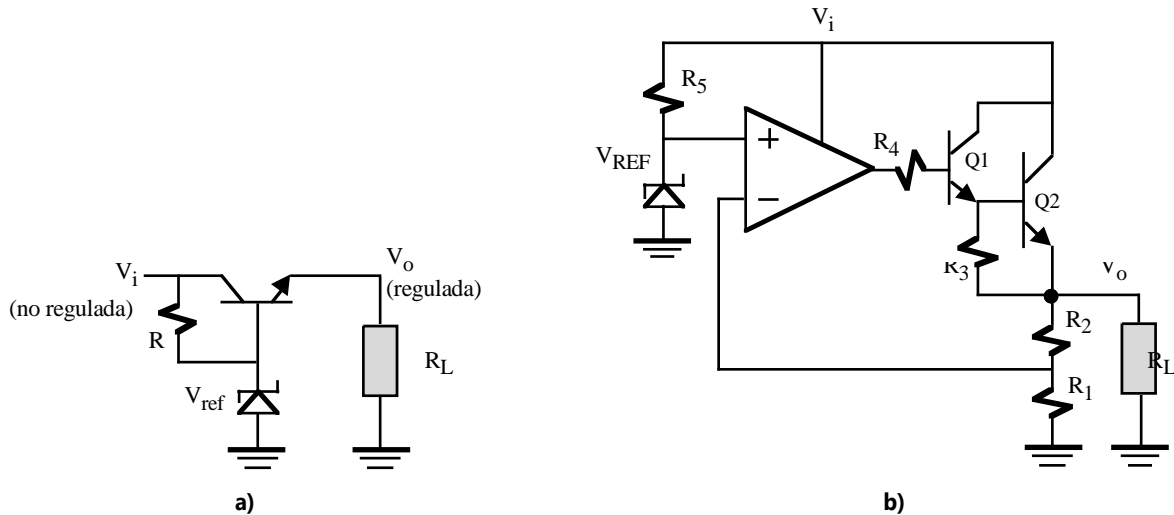 Vi
(no regulada)
R
Vref
Vo
(regulada)
RL
a)
Vi
R5
VREF
+
−
R4
Q1
Q2
R3
vo
R2
R1
RL
b)